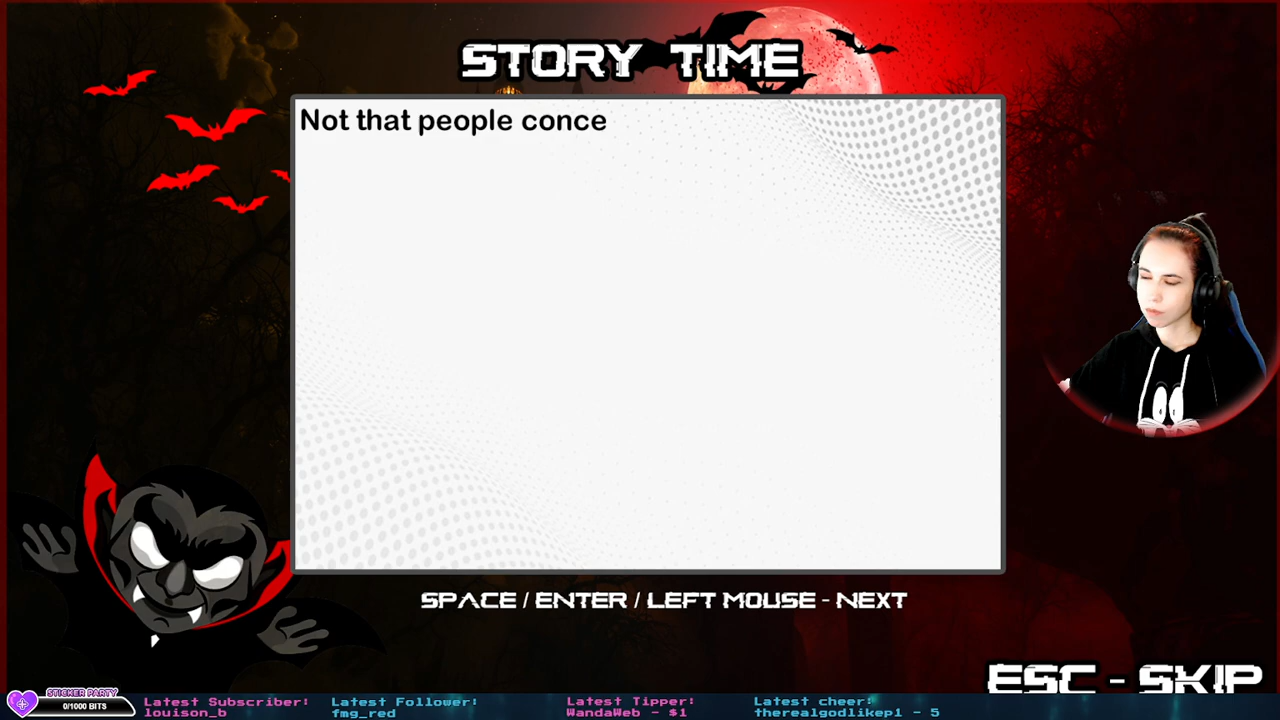 STORY TIME
Not that people conce
SPACE / ENTER / LEFT MOUSE - NEXT
ESC - SKIP
STICKER PARTY
0/1000 BITS
Latest Subscriber:
louison_b
Latest Follower:
fmg_red
Latest Tipper:
WandaWeb - $1
Latest cheer:
therealgodlikep1 - 5